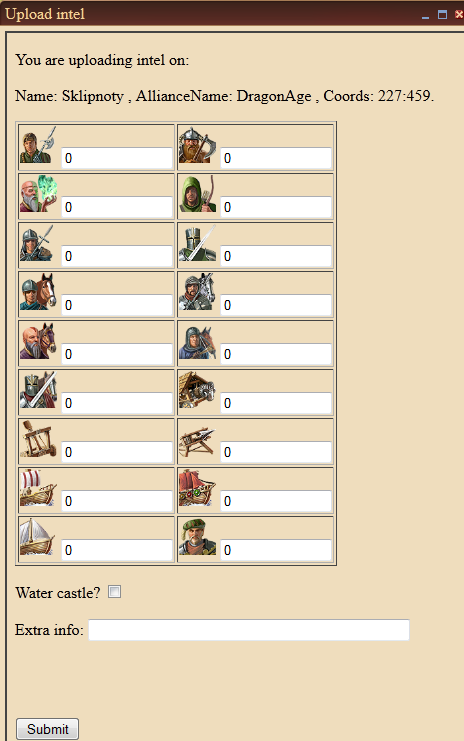 Upload intel
You are uploading intel on:
Name: Sklipnoty , AllianceName: DragonAge , Coords: 227:459.
0 0
0 0
0 0
0 0
0 0
0 0
0 0
0 0
0 0
Water castle?
Extra info:
Submit